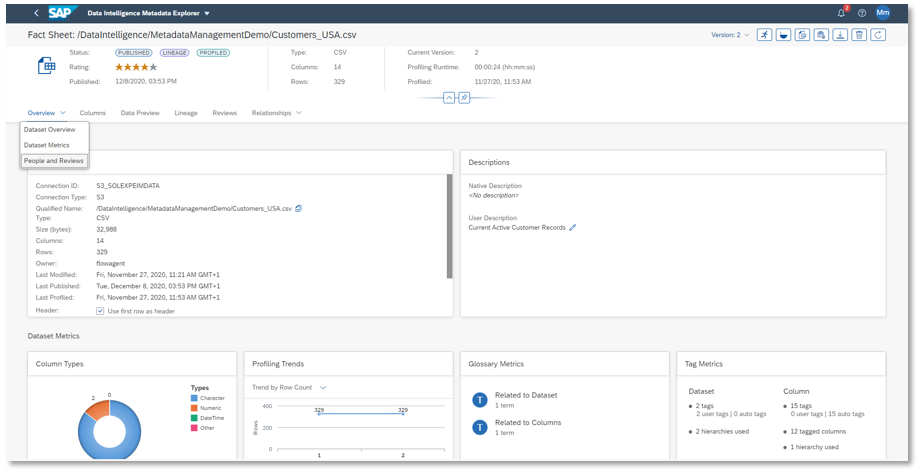 SAP Data Intelligence Metadata Explorer 2 Mm
Fact Sheet: /DataIntelligence/MetadataManagementDemo/Customers_USA.csv Version: 2
Status: PUBLISHED LINEAGE PROFILED Type: CSV Current Version: 2
Rating: Columns: 14 Profiling Runtime: 00:00:24 (hh:mm:ss)
Published: 12/8/2020, 03:53 PM Rows: 329 Profiled: 11/27/20, 11:53 AM
Overview Columns Data Preview Lineage Reviews Relationships
Dataset Overview
Dataset Metrics
People and Reviews
Descriptions
Connection ID: S3_SOLEXPEIMDATA
Connection Type: S3
Qualified Name: /DataIntelligence/MetadataManagementDemo/Customers_USA.csv
Type: CSV
Size (bytes): 32,988
Columns: 14
Rows: 329
Owner: flowagent
Last Modified: Fri, November 27, 2020, 11:21 AM GMT+1
Last Published: Tue, December 8, 2020, 03:53 PM GMT+1
Last Profiled: Fri, November 27, 2020, 11:53 AM GMT+1
Header: Use first row as header
Native Description
<No description>
User Description
Current Active Customer Records
Dataset Metrics
Column Types
2 0
Types
Character
Numeric
DateTime
Other
Profiling Trends
Trend by Row Count
Rows
400
200
0
329 329
1 2
Glossary Metrics
T Related to Dataset
1 term
T Related to Columns
1 term
Tag Metrics
Dataset
2 tags
2 user tags | 0 auto tags
2 hierarchies used
Column
15 tags
0 user tags | 15 auto tags
12 tagged columns
1 hierarchy used